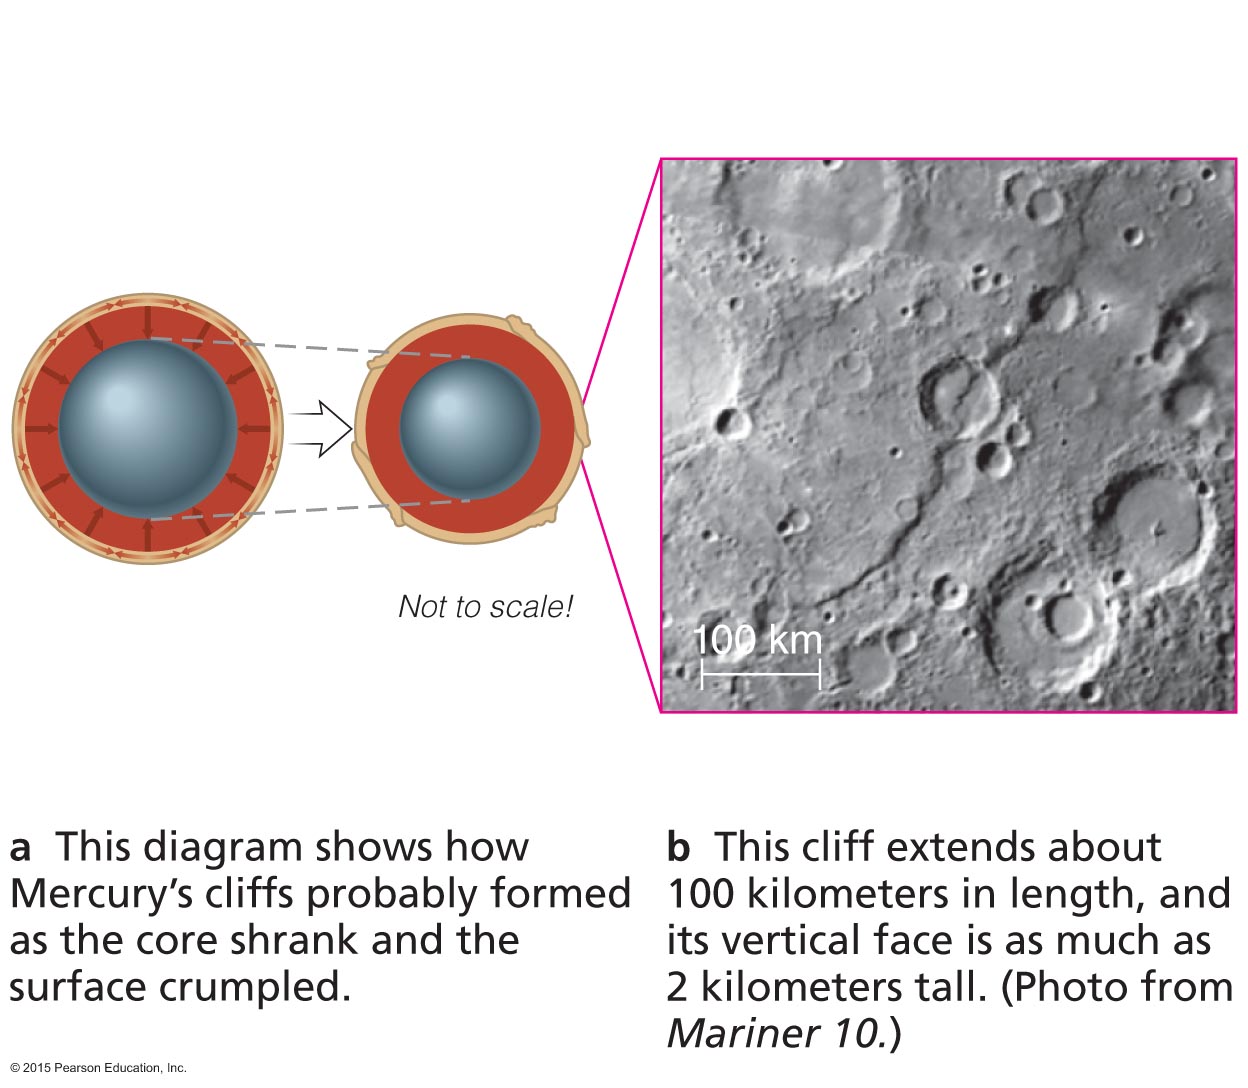 Not to scale!
100 km
a This diagram shows how
Mercury’s cliffs probably formed
as the core shrank and the
surface crumpled.
b This cliff extends about
100 kilometers in length, and
its vertical face is as much as
2 kilometers tall. (Photo from
Mariner 10.)
© 2015 Pearson Education, Inc.